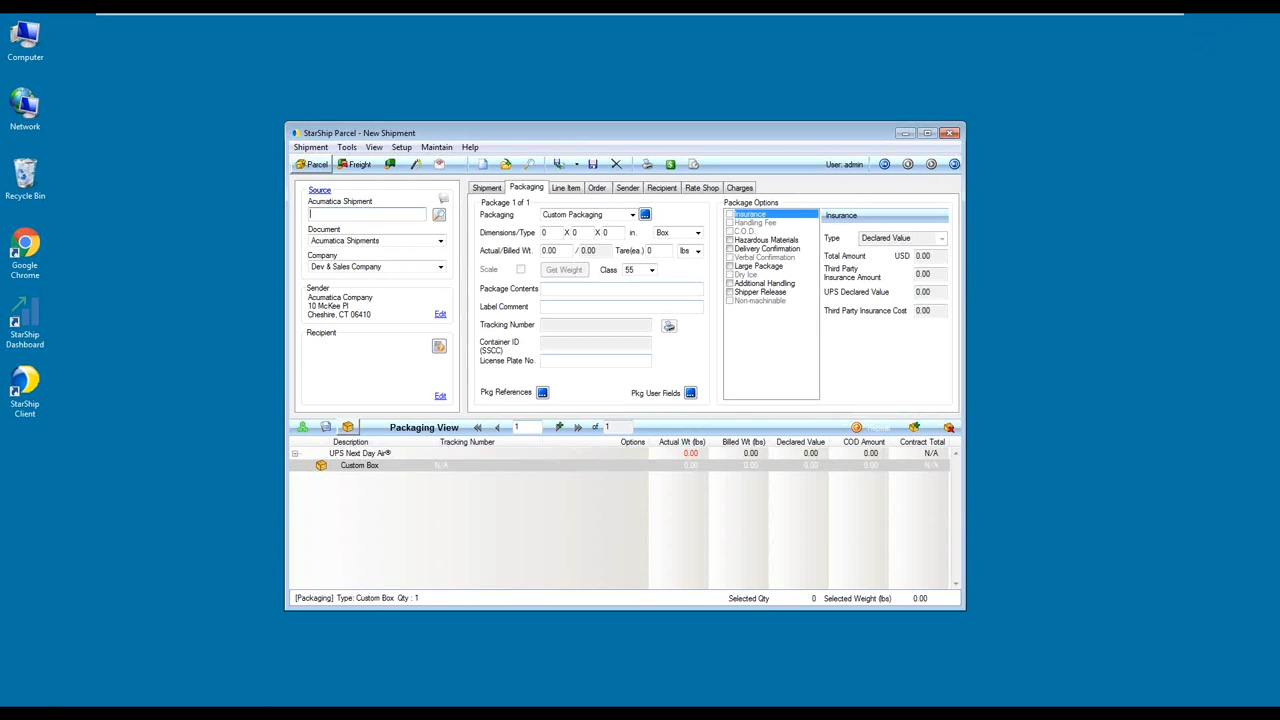 Computer
Network
Recycle Bin
Google
Chrome
StarShip
Dashboard
StarShip
Client
StarShip Parcel - New Shipment
Shipment Tools View Setup Maintain Help
Parcel Freight User: admin
Source
Acumatica Shipment
Document
Acumatica Shipments
Company
Dev & Sales Company
Sender
Acumatica Company
10 McKee Pl
Cheshire, CT 06410
Edit
Recipient
Edit
Shipment Packaging Line Item Order Sender Recipient Rate Shop Charges
Package 1 of 1
Packaging Custom Packaging
Dimensions/Type 0 X 0 X 0 in. Box
Actual/Billed Wt. 0.00 / 0.00 Tare(ea.) 0 lbs
Scale Get Weight Class 55
Package Contents
Label Comment
Tracking Number
Container ID
(SSCC)
License Plate No.
Pkg References Pkg User Fields
Package Options
Insurance
Handling Fee
C.O.D.
Hazardous Materials
Delivery Confirmation
Verbal Confirmation
Large Package
Dry Ice
Additional Handling
Shipper Release
Non-machinable
Insurance
Type Declared Value
Total Amount USD 0.00
Third Party
Insurance Amount 0.00
UPS Declared Value 0.00
Third Party Insurance Cost 0.00
Packaging View 1 of 1
Description Tracking Number Options Actual Wt (lbs) Billed Wt (lbs) Declared Value COD Amount Contract Total
UPS Next Day Air® 0.00 0.00 0.00 0.00 N/A
Custom Box N/A 0.00 0.00 0.00 0.00 N/A
[Packaging] Type: Custom Box Qty : 1 Selected Qty 0 Selected Weight (lbs) 0.00